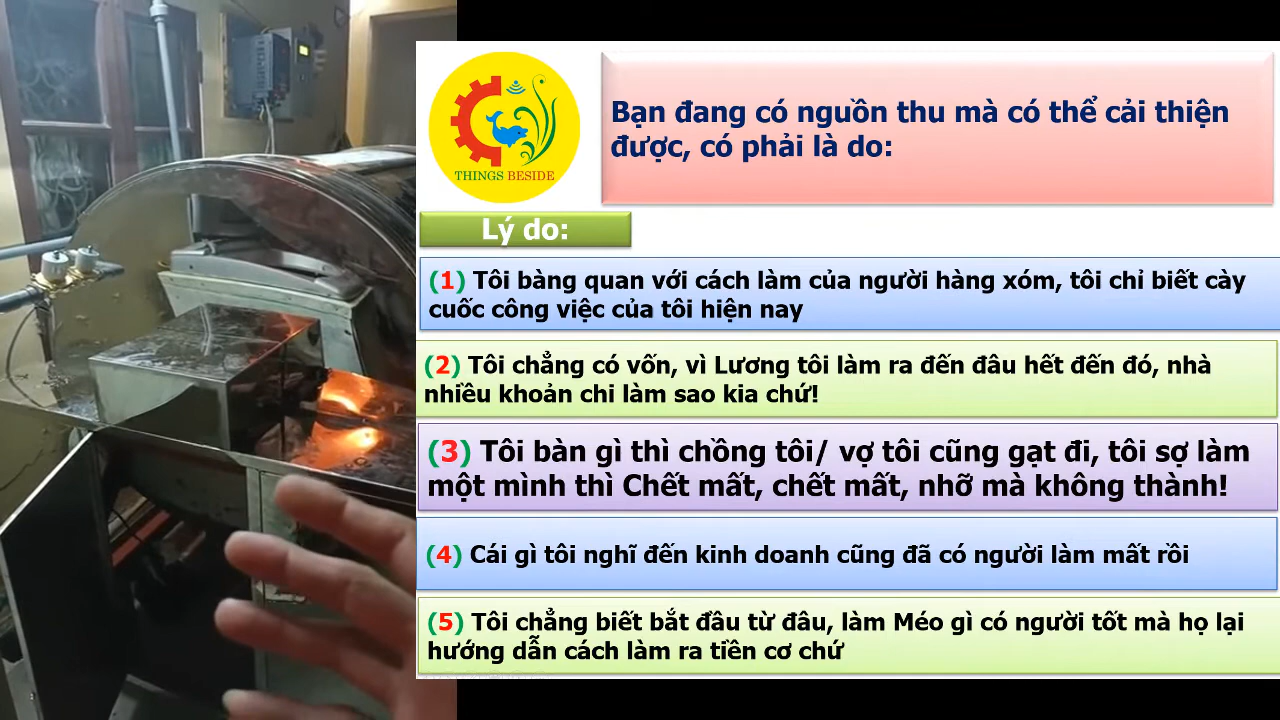 THINGS BESIDE
Bạn đang có nguồn thu mà có thể cải thiện
được, có phải là do:
Lý do:
(1) Tôi bàng quan với cách làm của người hàng xóm, tôi chỉ biết cày
cuốc công việc của tôi hiện nay
(2) Tôi chẳng có vốn, vì Lương tôi làm ra đến đâu hết đến đó, nhà
nhiều khoản chi làm sao kia chứ!
(3) Tôi bàn gì thì chồng tôi/ vợ tôi cũng gạt đi, tôi sợ làm
một mình thì Chết mất, chết mất, nhỡ mà không thành!
(4) Cái gì tôi nghĩ đến kinh doanh cũng đã có người làm mất rồi
(5) Tôi chẳng biết bắt đầu từ đâu, làm Méo gì có người tốt mà họ lại
hướng dẫn cách làm ra tiền cơ chứ